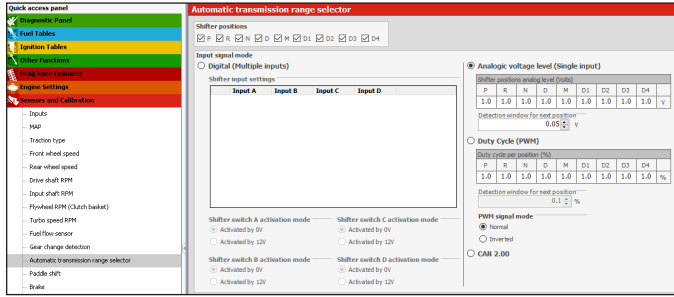 Quick access panel
Diagnostic Panel
Fuel Tables
Ignition Tables
Other Functions
Drag Race Features
Engine Settings
Sensors and Calibration
Inputs
MAP
Traction type
Front wheel speed
Rear wheel speed
Drive shaft RPM
Input shaft RPM
Flywheel RPM (Clutch basket)
Turbo speed RPM
Fuel flow sensor
Gear change detection
Automatic transmission range selector
Paddle shift
Brake
Automatic transmission range selector
Shifter positions
P R N D M D1 D2 D3 D4
Input signal mode
Digital (Multiple inputs)
Shifter input settings
Input A Input B Input C Input D
Shifter switch A activation mode
Activated by 0V
Activated by 12V
Shifter switch C activation mode
Activated by 0V
Activated by 12V
Shifter switch B activation mode
Activated by 0V
Activated by 12V
Shifter switch D activation mode
Activated by 0V
Activated by 12V
Analogic voltage level (Single input)
Shifter positions analog level (Volts)
P R N D M D1 D2 D3 D4
1.0 1.0 1.0 1.0 1.0 1.0 1.0 1.0 1.0 V
Detection window for next position
0.05 V
Duty Cycle (PWM)
Duty cycle per position (%)
P R N D M D1 D2 D3 D4
1.0 1.0 1.0 1.0 1.0 1.0 1.0 1.0 1.0 %
Detection window for next position
0.1 %
PWM signal mode
Normal
Inverted
CAN 2.00